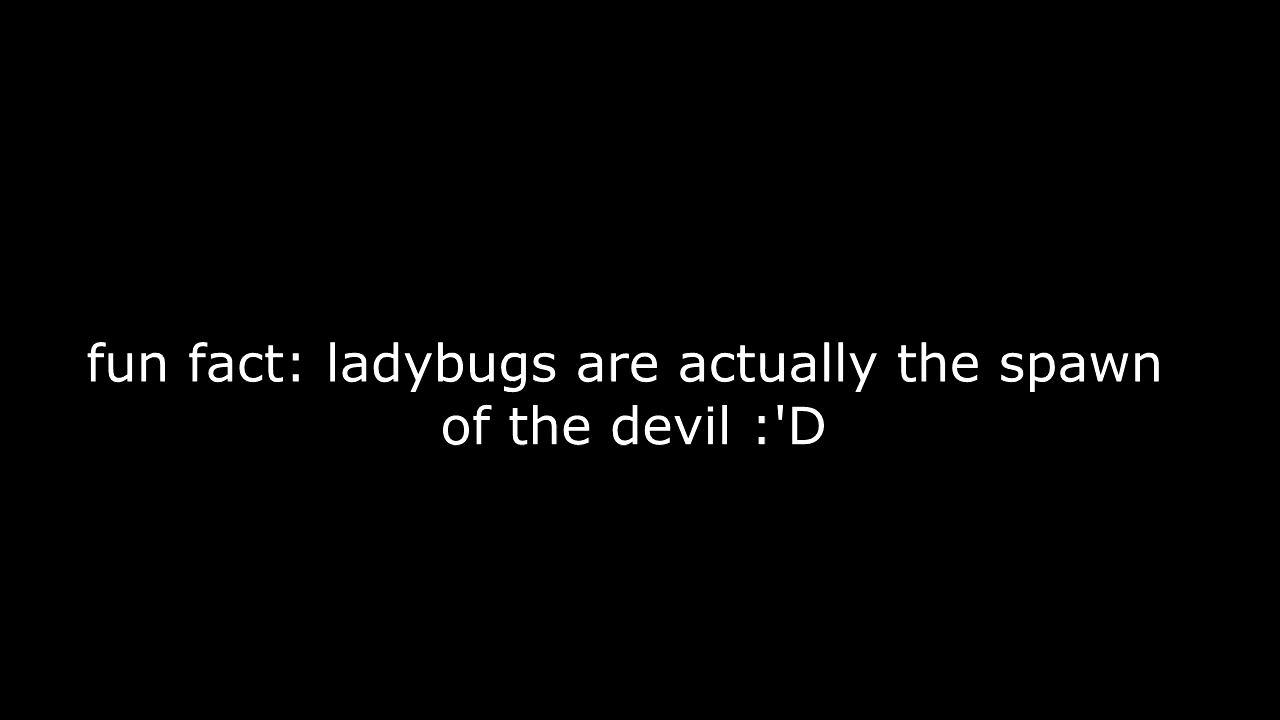 fun fact: ladybugs are actually the spawn
of the devil :'D